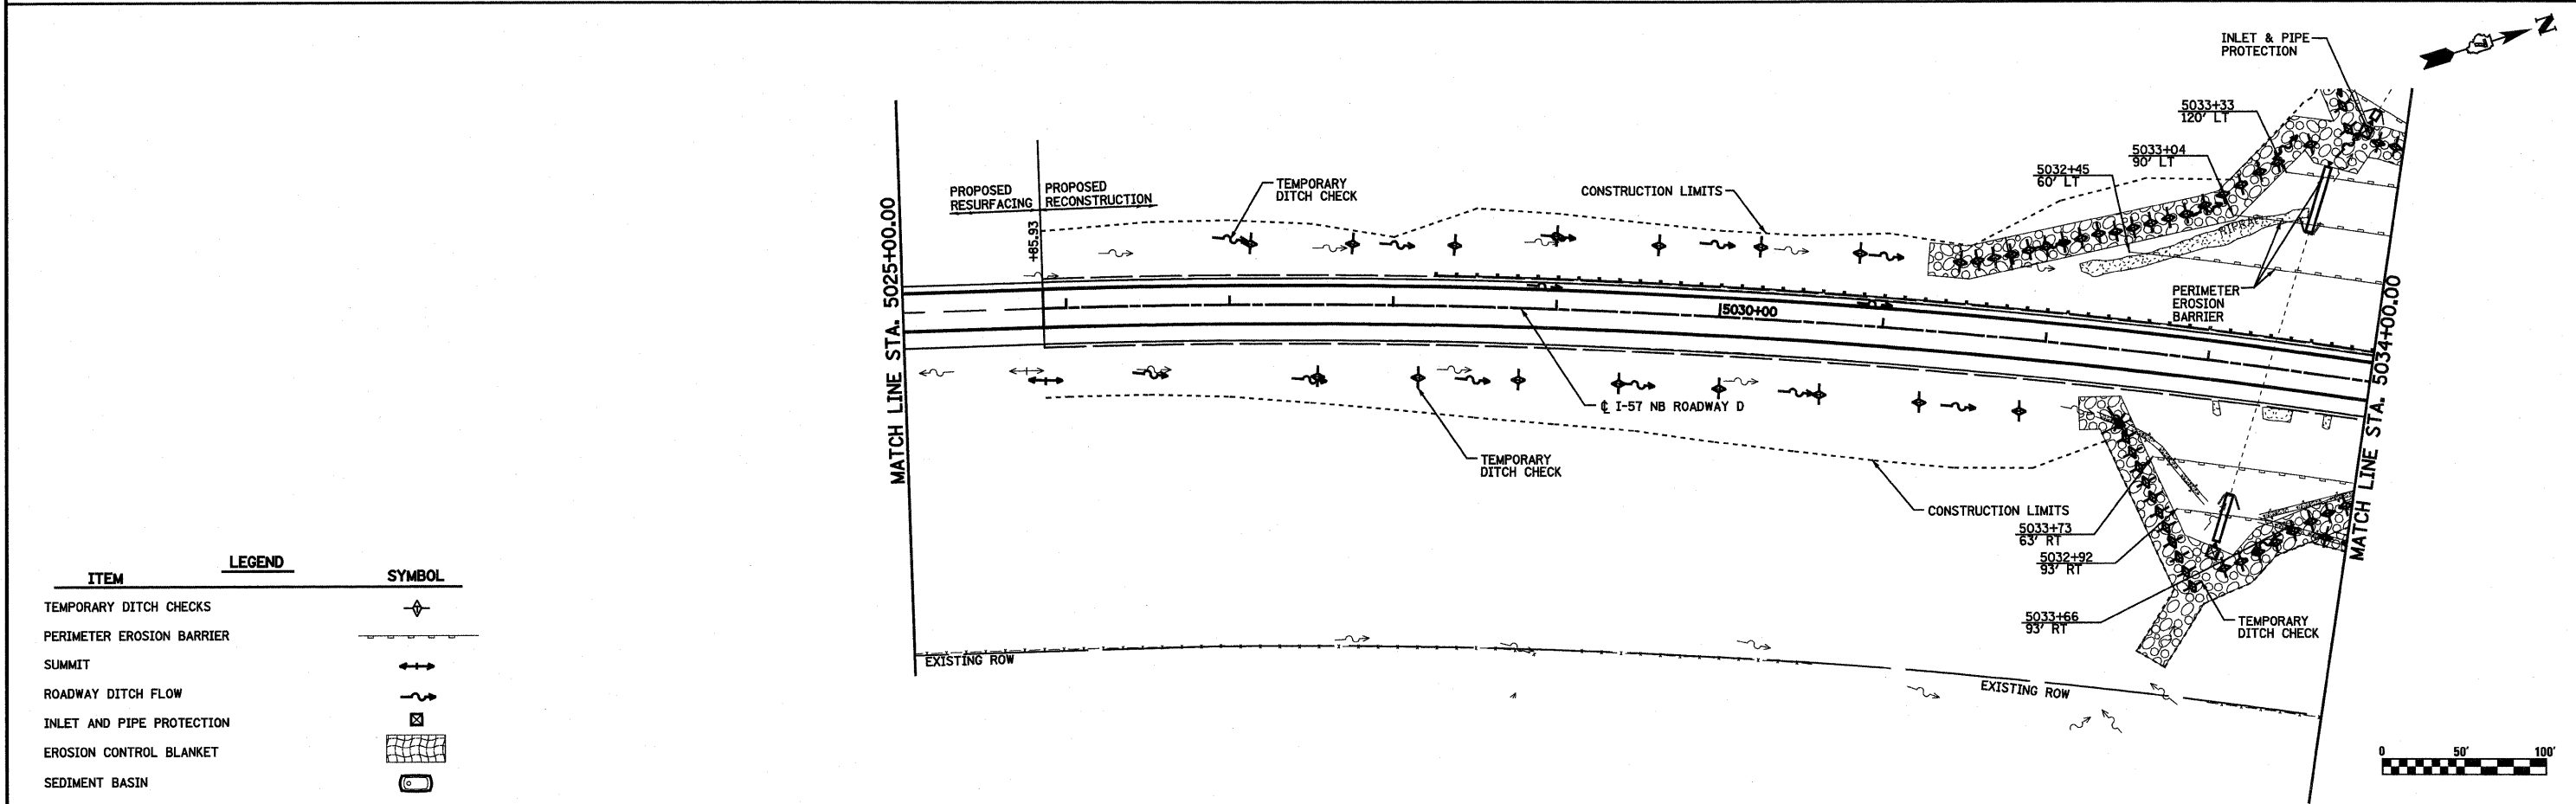 N
INLET & PIPE
PROTECTION
5033+33
120' LT
5033+04
90' LT
5032+45
60' LT
PROPOSED
RESURFACING
PROPOSED
RECONSTRUCTION
TEMPORARY
DITCH CHECK
CONSTRUCTION LIMITS
+85.93
MATCH LINE STA. 5025+00.00
RIPRAP
PERIMETER
EROSION
BARRIER
5030+00
MATCH LINE STA. 5034+00.00
℄ I-57 NB ROADWAY D
TEMPORARY
DITCH CHECK
CONSTRUCTION LIMITS
5033+73
63' RT
5032+92
93' RT
5033+66
93' RT
TEMPORARY
DITCH CHECK
EXISTING ROW
EXISTING ROW
LEGEND
ITEM SYMBOL
TEMPORARY DITCH CHECKS
PERIMETER EROSION BARRIER
SUMMIT
ROADWAY DITCH FLOW
INLET AND PIPE PROTECTION
EROSION CONTROL BLANKET
SEDIMENT BASIN
0 50' 100'